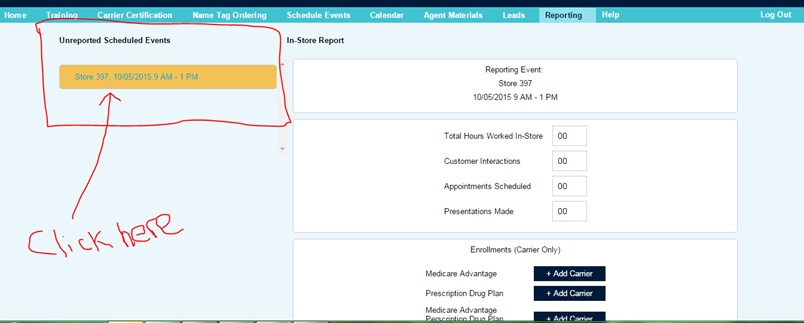 Home Training Carrier Certification Name Tag Ordering Schedule Events Calendar Agent Materials Leads Reporting Help Log Out
Unreported Scheduled Events
Store 397, 10/05/2015 9 AM - 1 PM
Click here
In-Store Report
Reporting Event:
Store 397
10/05/2015 9 AM - 1 PM
Total Hours Worked In-Store 00
Customer Interactions 00
Appointments Scheduled 00
Presentations Made 00
Enrollments (Carrier Only)
Medicare Advantage + Add Carrier
Prescription Drug Plan + Add Carrier
Medicare Advantage
Prescription Drug Plan + Add Carrier